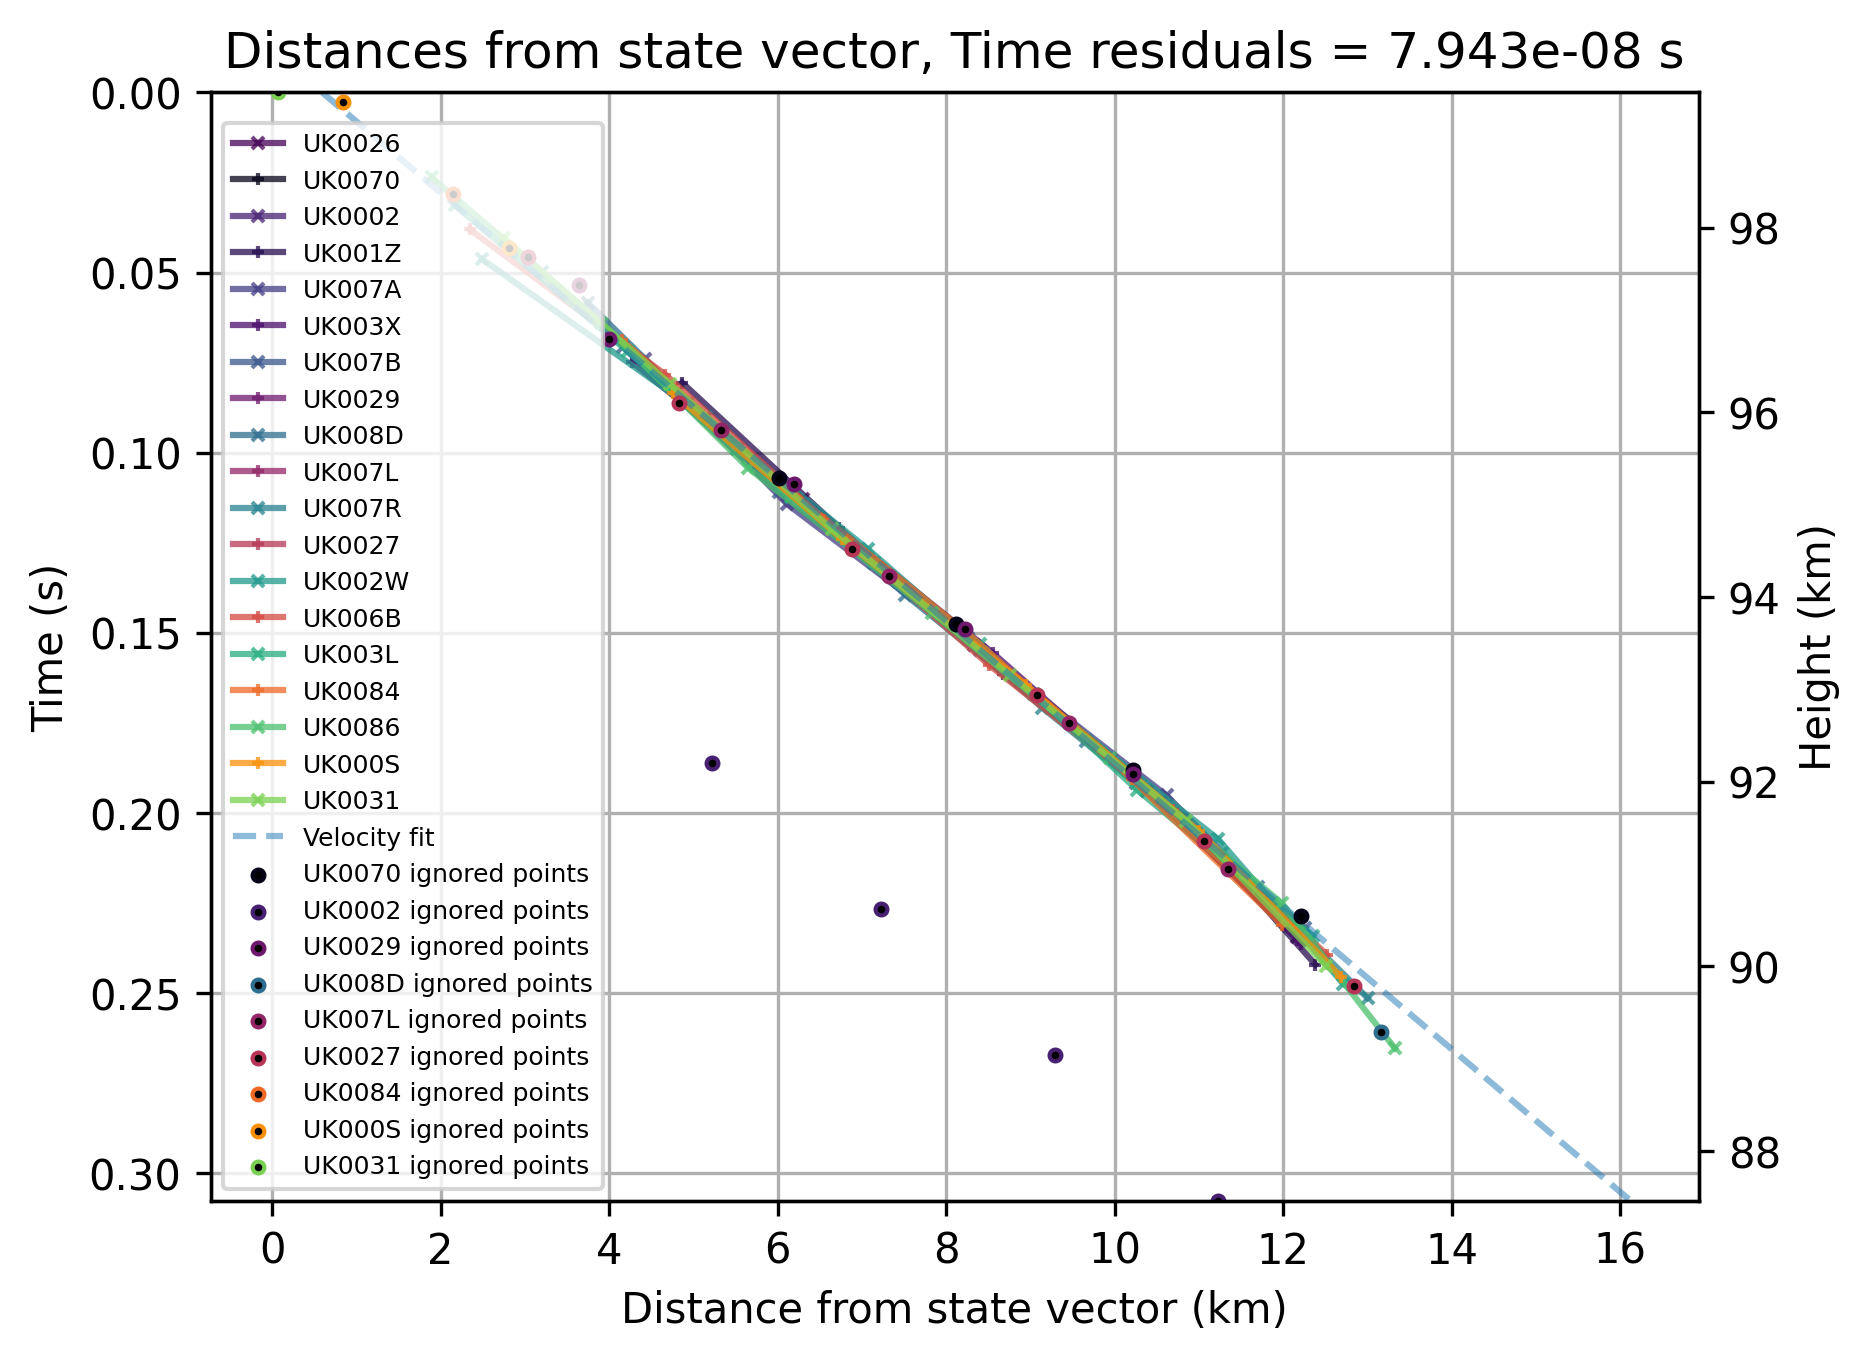 Distances from state vector, Time residuals = 7.943e-08 s
0.00
0.05
0.10
0.15
0.20
0.25
0.30
Time (s)
UK0026
UK0070
UK0002
UK001Z
UK007A
UK003X
UK007B
UK0029
UK008D
UK007L
UK007R
UK0027
UK002W
UK006B
UK003L
UK0084
UK0086
UK000S
UK0031
Velocity fit
UK0070 ignored points
UK0002 ignored points
UK0029 ignored points
UK008D ignored points
UK007L ignored points
UK0027 ignored points
UK0084 ignored points
UK000S ignored points
UK0031 ignored points
98
96
94
92
90
88
Height (km)
0 2 4 6 8 10 12 14 16
Distance from state vector (km)